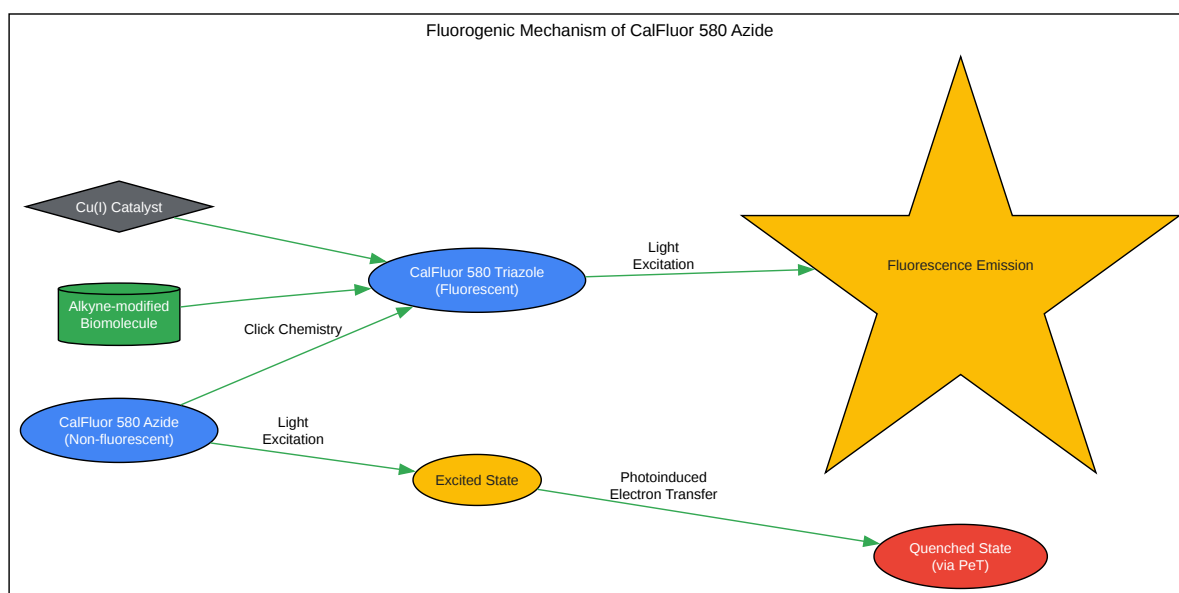 Fluorogenic Mechanism of CalFluor 580 Azide
Cu(I) Catalyst
Alkyne-modified
Biomolecule
CalFluor 580 Azide
(Non-fluorescent)
Click Chemistry
Light
Excitation
CalFluor 580 Triazole
(Fluorescent)
Light
Excitation
Fluorescence Emission
Excited State
Photoinduced
Electron Transfer
Quenched State
(via PeT)